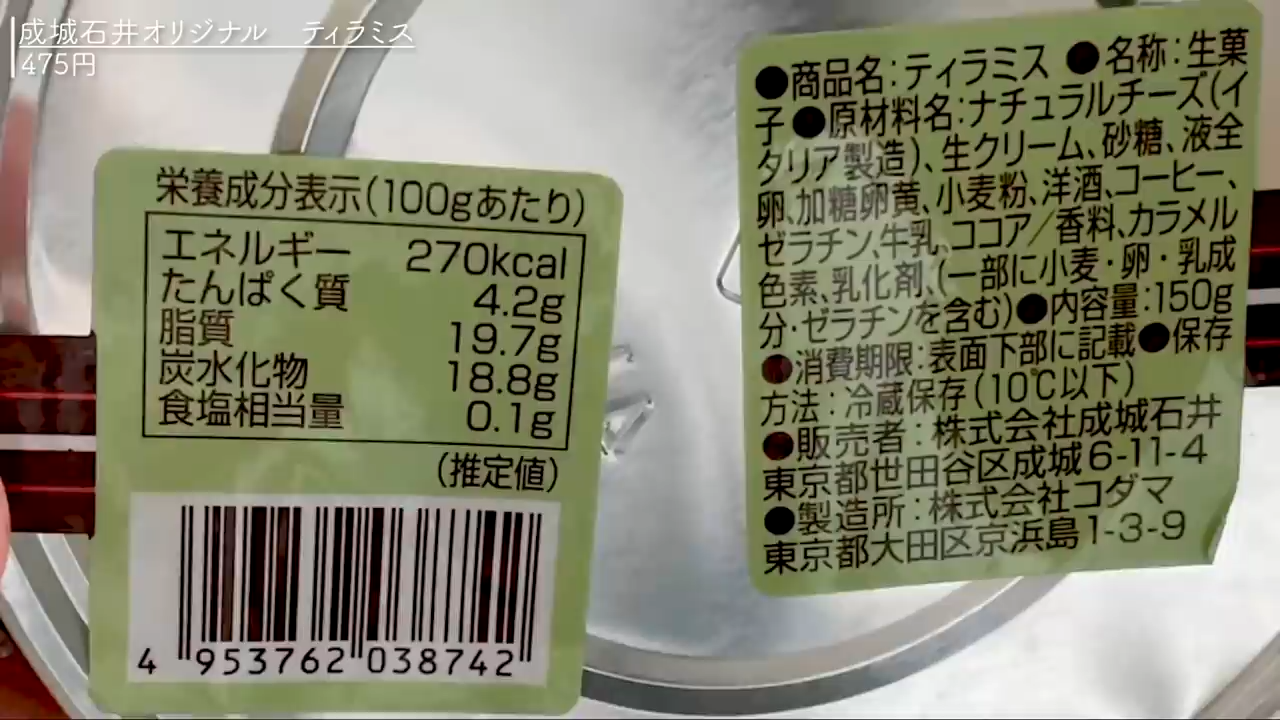 成城石井オリジナル　ティラミス
475円
栄養成分表示(100gあたり)
エネルギー 270kcal
たんぱく質 4.2g
脂質 19.7g
炭水化物 18.8g
食塩相当量 0.1g
(推定値)
4 953762 038742
●商品名:ティラミス ●名称:生菓
子 ●原材料名:ナチュラルチーズ(イ
タリア製造)、生クリーム、砂糖、液全
卵、加糖卵黄、小麦粉、洋酒、コーヒー、
ゼラチン、牛乳、ココア/香料、カラメル
色素、乳化剤、(一部に小麦・卵・乳成
分・ゼラチンを含む)●内容量:150g
●消費期限:表面下部に記載●保存
方法:冷蔵保存(10℃以下)
●販売者:株式会社成城石井
東京都世田谷区成城6-11-4
●製造所:株式会社コダマ
東京都大田区京浜島1-3-9